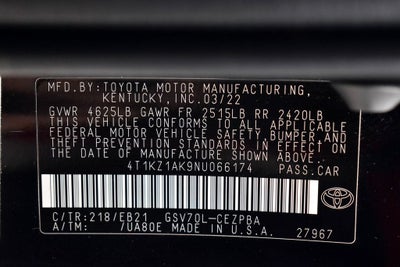 MFD.BY:TOYOTA MOTOR MANUFACTURING,
KENTUCKY,INC.03/22
GVWR 4625LB GAWR FR 2515LB RR 2420LB
THIS VEHICLE CONFORMS TO ALL APPLICABLE
FEDERAL MOTOR VEHICLE SAFETY,BUMPER,AND
THEFT PREVENTION STANDARDS IN EFFECT ON
THE DATE OF MANUFACTURE SHOWN ABOVE.
4T1KZ1AK9NU066174 PASS.CAR
C/TR:218/EB21 GSV70L-CEZPBA
A/TM: /UA80E MADE IN U.S.A.
27967
TOYOTA